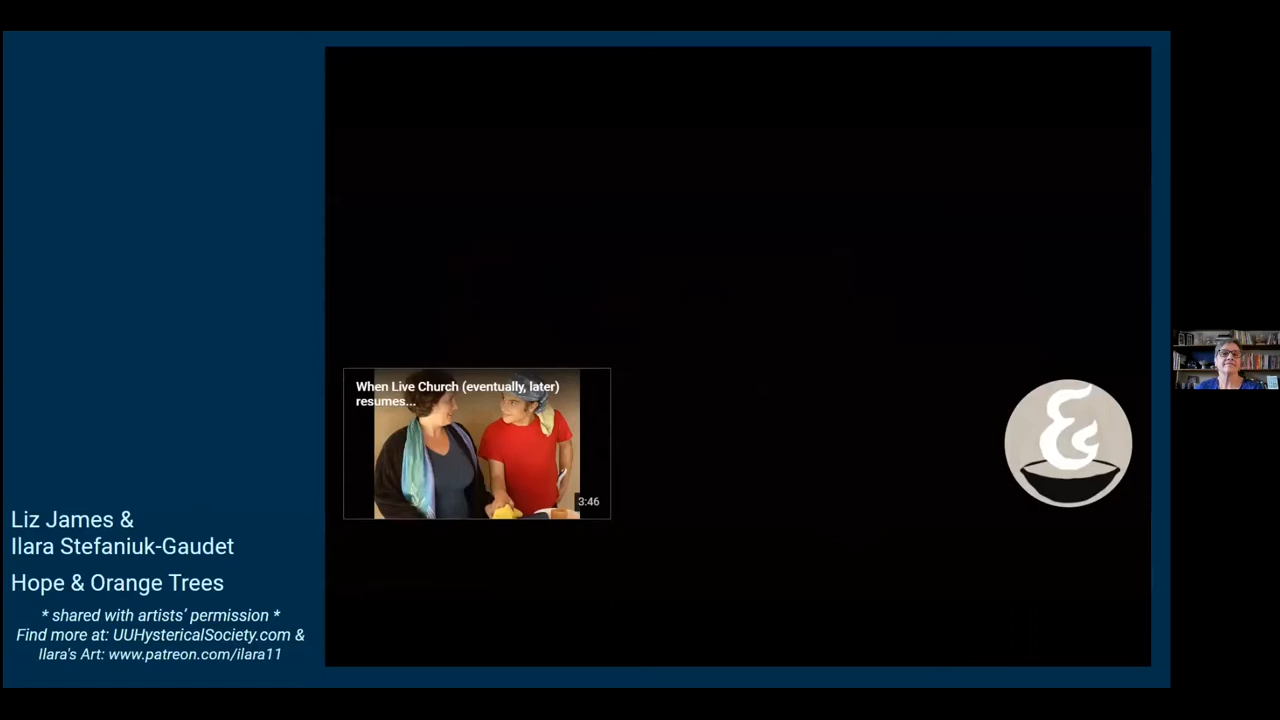 When Live Church (eventually, later)
resumes...
3:46
&
Liz James &
Ilara Stefaniuk-Gaudet
Hope & Orange Trees
* shared with artists’ permission *
Find more at: UUHystericalSociety.com &
Ilara's Art: www.patreon.com/ilara11